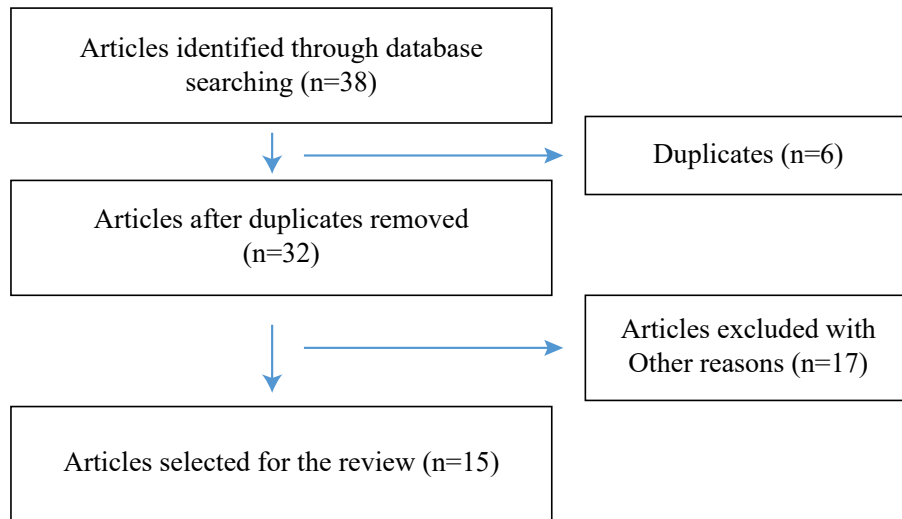 Articles identified through database
searching (n=38)
Duplicates (n=6)
Articles after duplicates removed
(n=32)
Articles excluded with
Other reasons (n=17)
Articles selected for the review (n=15)